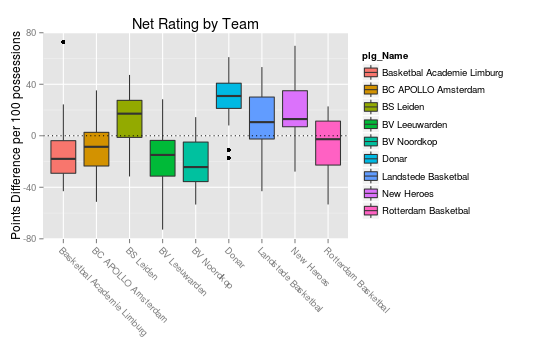 Net Rating by Team
Points Difference per 100 possessions
80
40
0
-40
-80
Basketbal Academie Limburg
BC APOLLO Amsterdam
BS Leiden
BV Leeuwarden
BV Noordkop
Donar
Landstede Basketbal
New Heroes
Rotterdam Basketbal
plg_Name
Basketbal Academie Limburg
BC APOLLO Amsterdam
BS Leiden
BV Leeuwarden
BV Noordkop
Donar
Landstede Basketbal
New Heroes
Rotterdam Basketbal